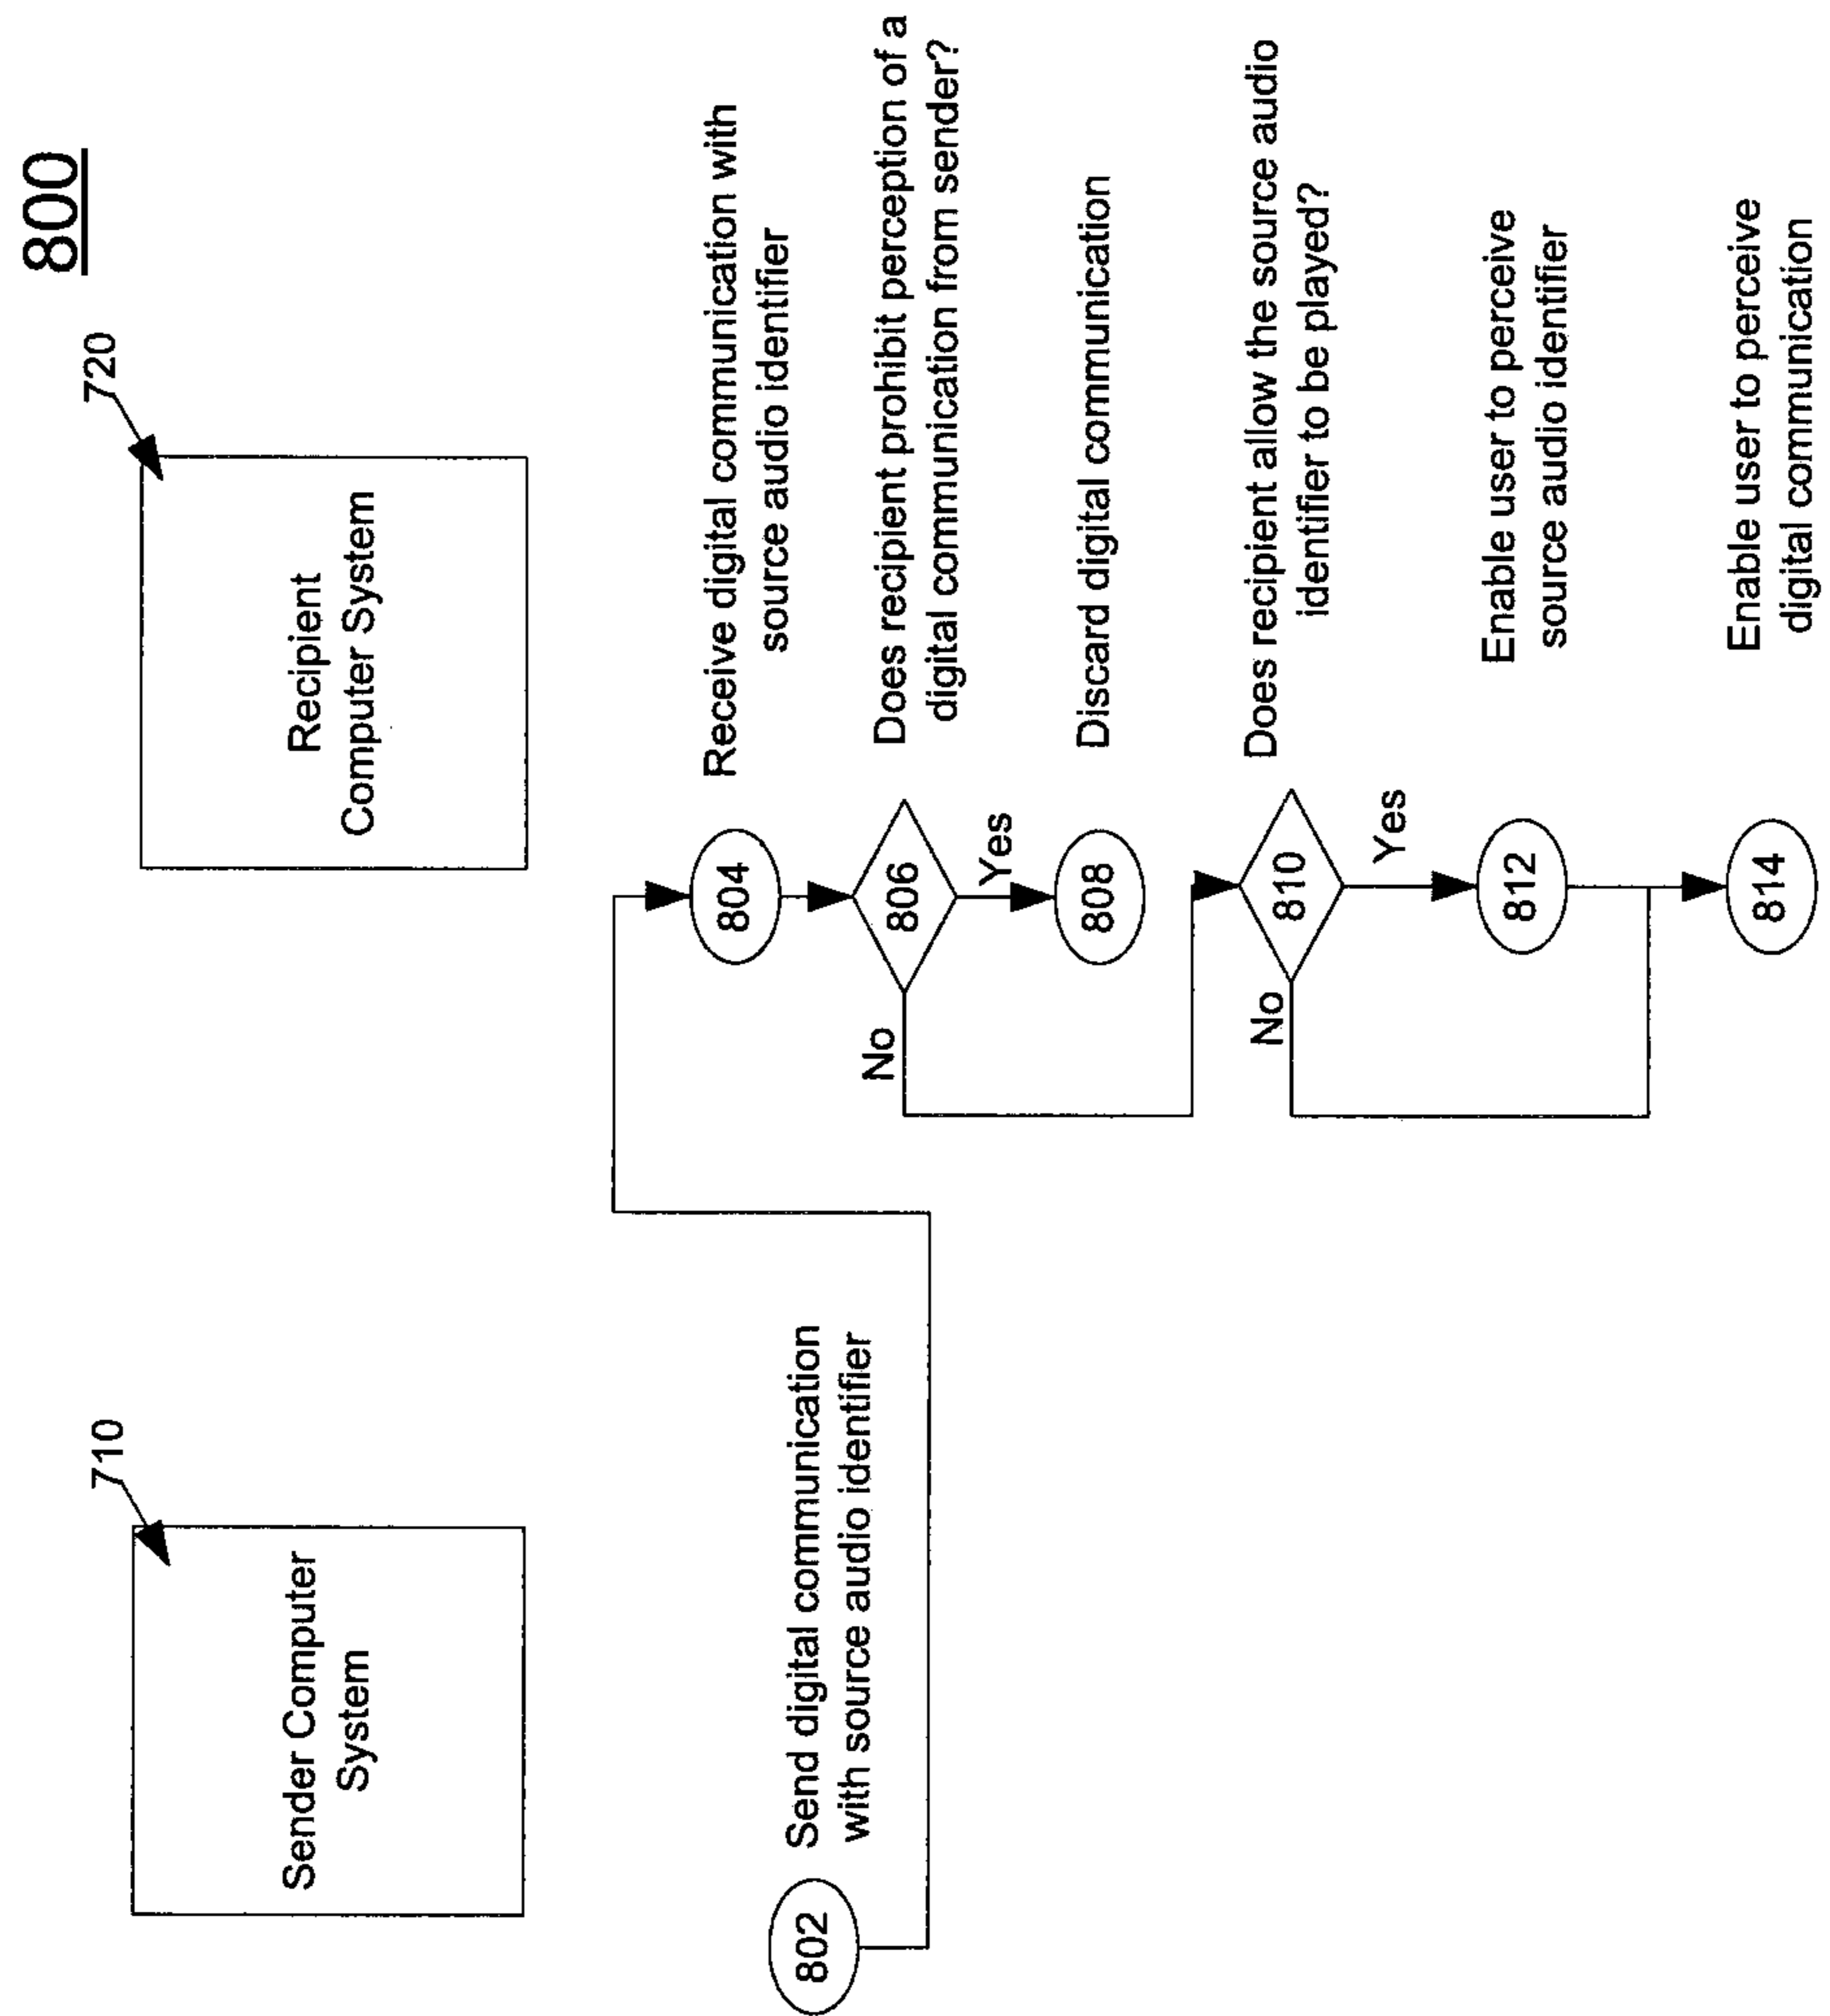 800
710
720
Sender Computer
System
Recipient
Computer System
802
Send digital communication
with source audio identifier
804
Receive digital communication with
source audio identifier
806
Does recipient prohibit perception of a
digital communication from sender?
No
Yes
808
Discard digital communication
810
Does recipient allow the source audio
identifier to be played?
No
Yes
812
Enable user to perceive
source audio identifier
814
Enable user to perceive
digital communication